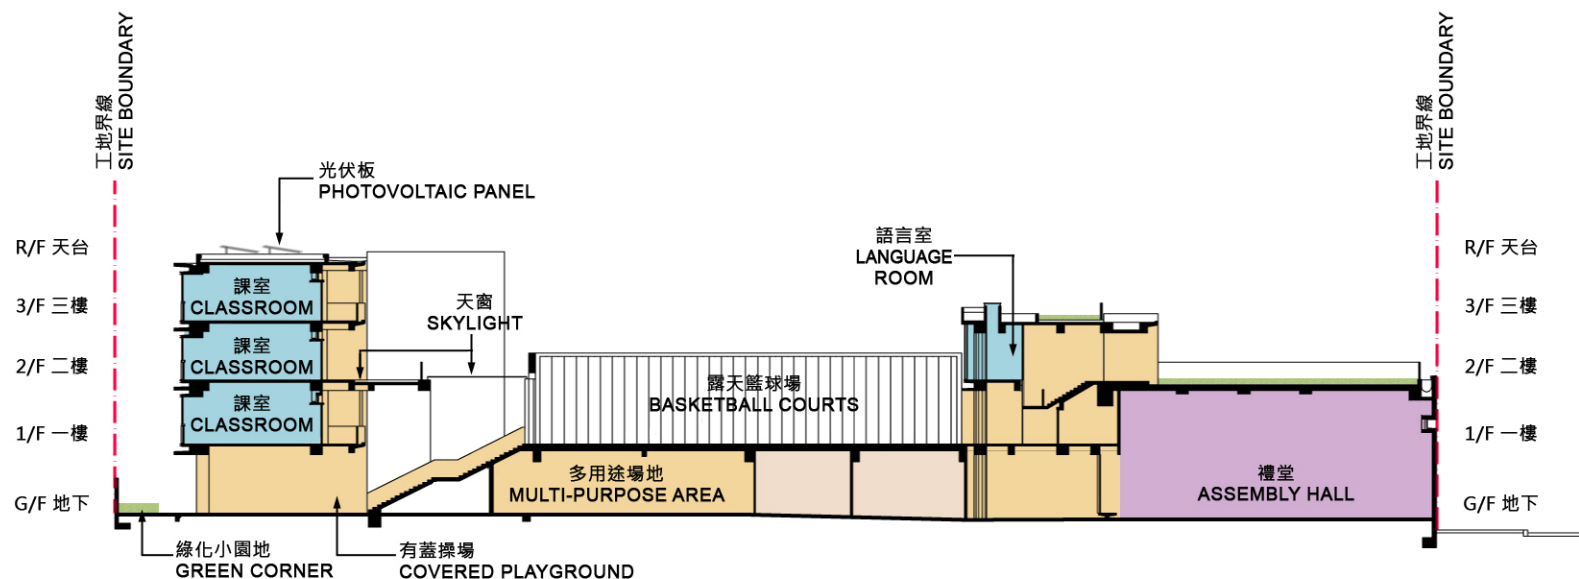 工地界線
SITE BOUNDARY
工地界線
SITE BOUNDARY
光伏板
PHOTOVOLTAIC PANEL
語言室
LANGUAGE
ROOM
R/F 天台
R/F 天台
課室
CLASSROOM
天窗
SKYLIGHT
3/F 三樓
3/F 三樓
課室
CLASSROOM
2/F 二樓
2/F 二樓
露天籃球場
BASKETBALL COURTS
課室
CLASSROOM
1/F 一樓
1/F 一樓
多用途場地
MULTI-PURPOSE AREA
禮堂
ASSEMBLY HALL
G/F 地下
G/F 地下
綠化小園地
GREEN CORNER
有蓋操場
COVERED PLAYGROUND